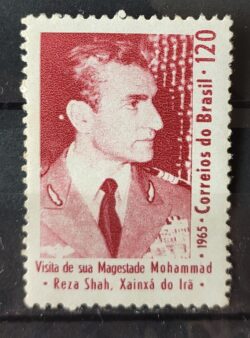 120
1965 • Correios do Brasil •
Visita de sua Magestade Mohammad
• Reza Shah, Xainxá do Irã •